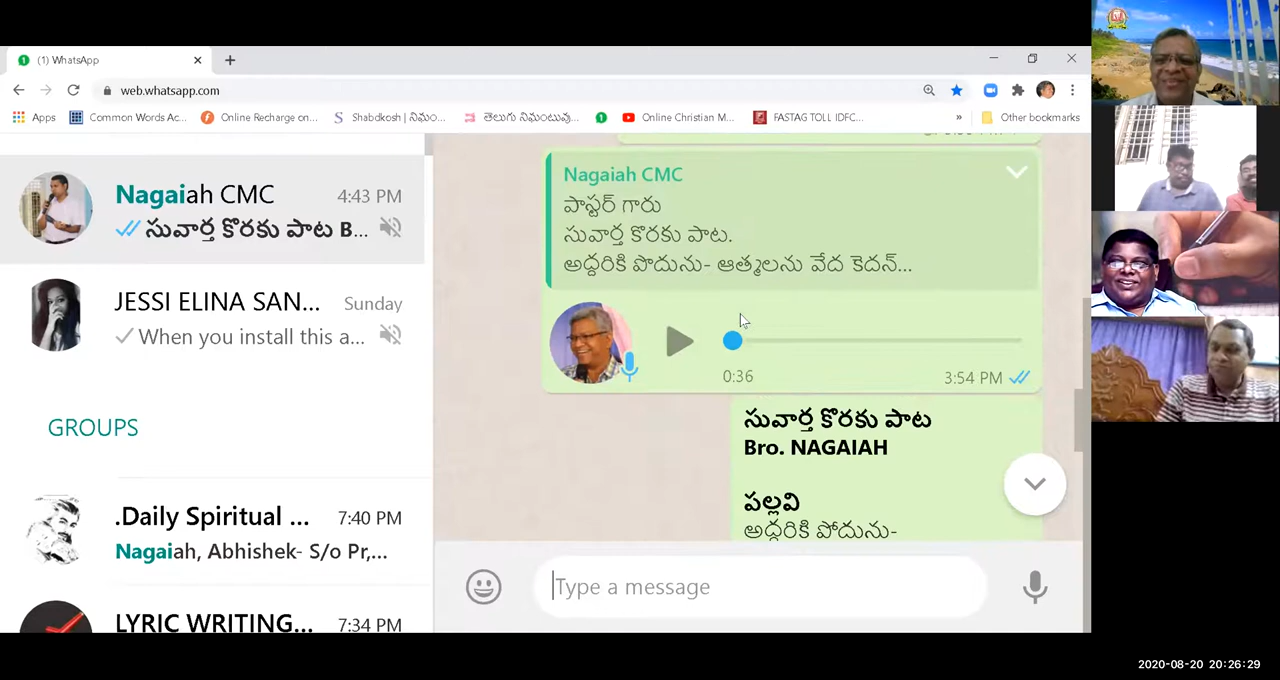 (1) WhatsApp
web.whatsapp.com
Apps Common Words Ac... Online Recharge on... Shabdkosh | నిఘం... తెలుగు నిఘంటువు... Online Christian M... FASTAG TOLL IDFC... » Other bookmarks
Nagaiah CMC 4:43 PM
సువార్త కొరకు పాట B...
JESSI ELINA SAN... Sunday
When you install this a...
GROUPS
.Daily Spiritual ... 7:40 PM
Nagaiah, Abhishek- S/o Pr,...
LYRIC WRITING... 7:34 PM
Nagaiah CMC
పాస్టర్ గారు
సువార్త కొరకు పాట.
అద్దరికి పొదును- ఆత్మలను వేద కెదన్...
0:36 3:54 PM
సువార్త కొరకు పాట
Bro. NAGAIAH
పల్లవి
అద్దరికి పోదును-
Type a message
2020-08-20 20:26:29